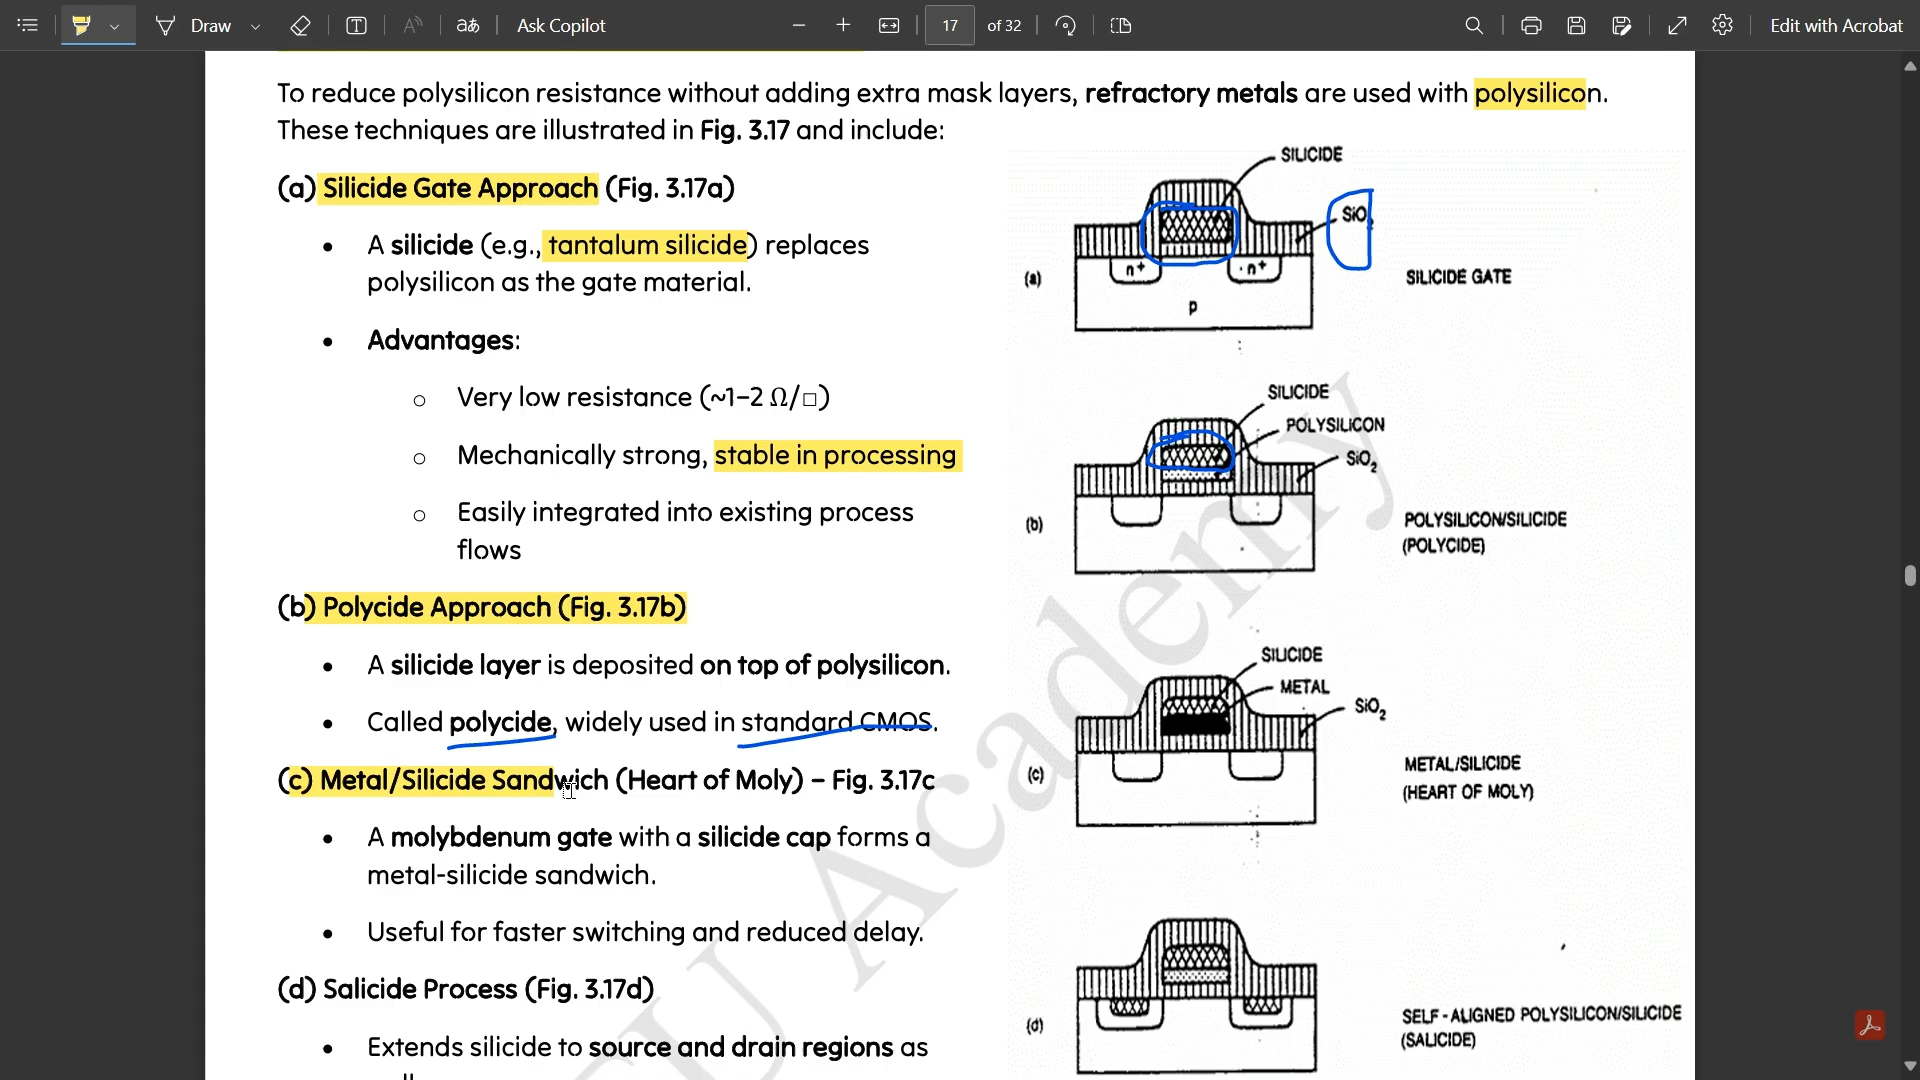 Draw
Ask Copilot
17 of 32
Edit with Acrobat
To reduce polysilicon resistance without adding extra mask layers, refractory metals are used with polysilicon.
These techniques are illustrated in Fig. 3.17 and include:
(a) Silicide Gate Approach (Fig. 3.17a)
• A silicide (e.g., tantalum silicide) replaces
polysilicon as the gate material.
• Advantages:
o Very low resistance (~1–2 Ω/□)
o Mechanically strong, stable in processing
o Easily integrated into existing process
flows
(b) Polycide Approach (Fig. 3.17b)
• A silicide layer is deposited on top of polysilicon.
• Called polycide, widely used in standard CMOS.
(c) Metal/Silicide Sandwich (Heart of Moly) – Fig. 3.17c
• A molybdenum gate with a silicide cap forms a
metal-silicide sandwich.
• Useful for faster switching and reduced delay.
(d) Salicide Process (Fig. 3.17d)
• Extends silicide to source and drain regions as
SILICIDE
SiO2
n+ n+
(a)
p
SILICIDE GATE
SILICIDE
POLYSILICON
SiO2
(b)
POLYSILICON/SILICIDE
(POLYCIDE)
SILICIDE
METAL
SiO2
(c)
METAL/SILICIDE
(HEART OF MOLY)
(d)
SELF-ALIGNED POLYSILICON/SILICIDE
(SALICIDE)
U Academy